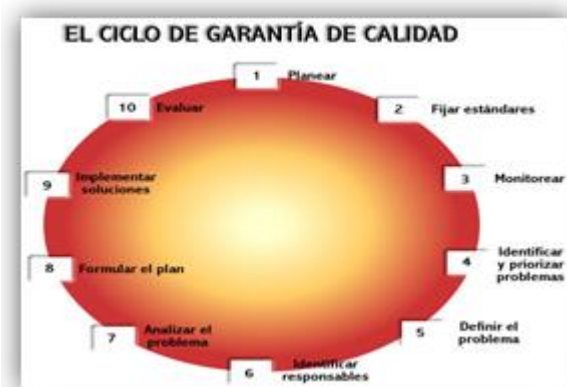 EL CICLO DE GARANTÍA DE CALIDAD
1 Planear
2 Fijar estándares
3 Monitorear
4 Identificar
y priorizar
problemas
5 Definir el
problema
6 Identificar
responsables
7 Analizar el
problema
8 Formular el plan
9 Implementar
soluciones
10 Evaluar